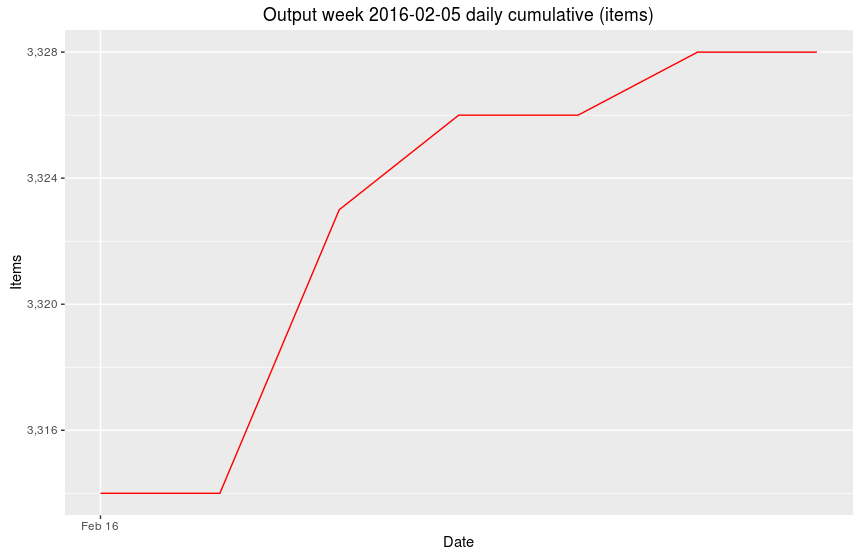 Output week 2016-02-05 daily cumulative (items)
3,328
3,324
3,320
3,316
Items
Feb 16
Date